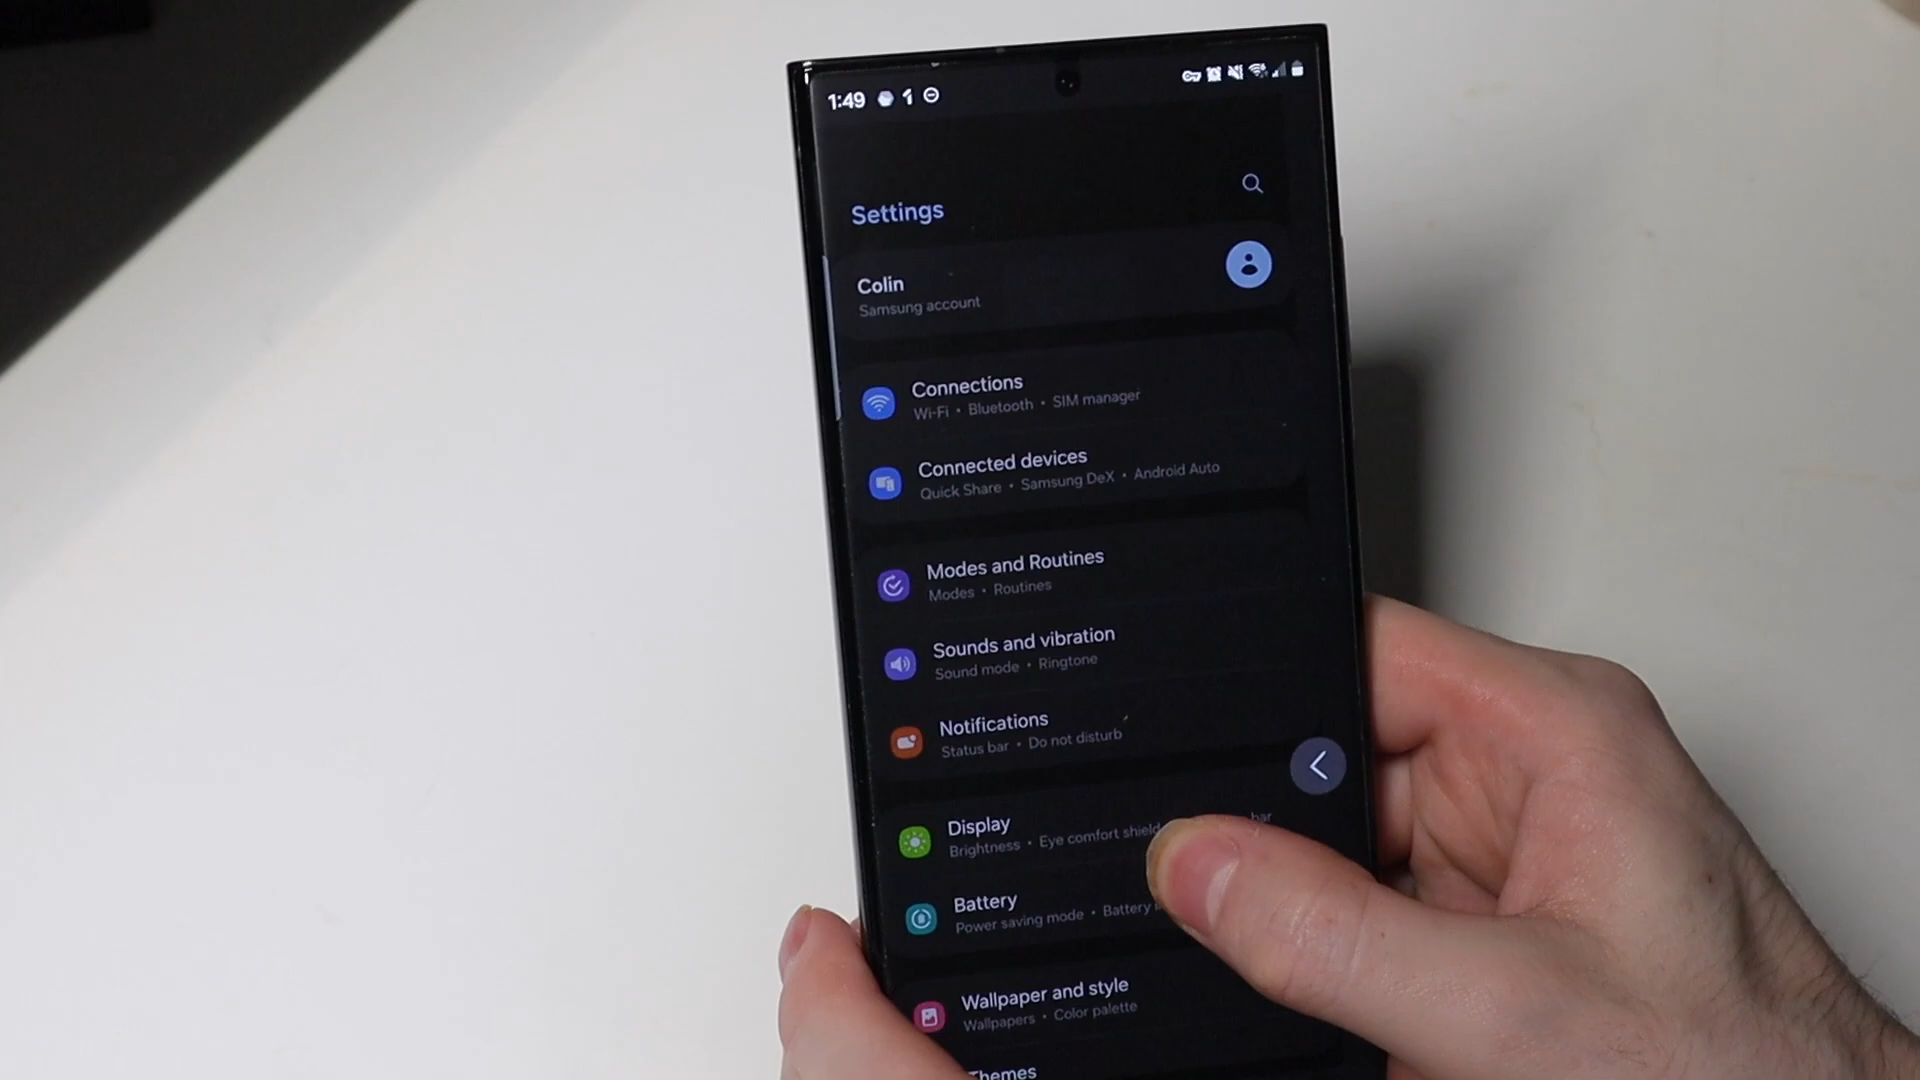 1:49
Settings
Colin
Samsung account
Connections
Wi-Fi • Bluetooth • SIM manager
Connected devices
Quick Share • Samsung DeX • Android Auto
Modes and Routines
Modes • Routines
Sounds and vibration
Sound mode • Ringtone
Notifications
Status bar • Do not disturb
Display
Brightness • Eye comfort shield bar
Battery
Power saving mode • Battery
Wallpaper and style
Wallpapers • Color palette
Themes